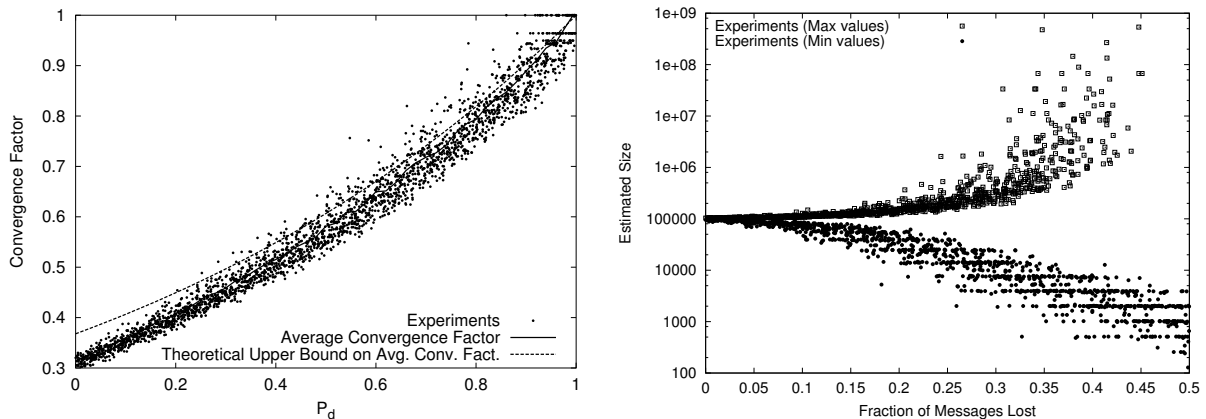 1
0.9
0.8
0.7
0.6
0.5
0.4
0.3
Convergence Factor
0
0.2
0.4
0.6
0.8
1
P_d
Experiments
Average Convergence Factor
Theoretical Upper Bound on Avg. Conv. Fact.
1e+09
1e+08
1e+07
1e+06
100000
10000
1000
100
Estimated Size
0
0.05
0.1
0.15
0.2
0.25
0.3
0.35
0.4
0.45
0.5
Fraction of Messages Lost
Experiments (Max values)
Experiments (Min values)